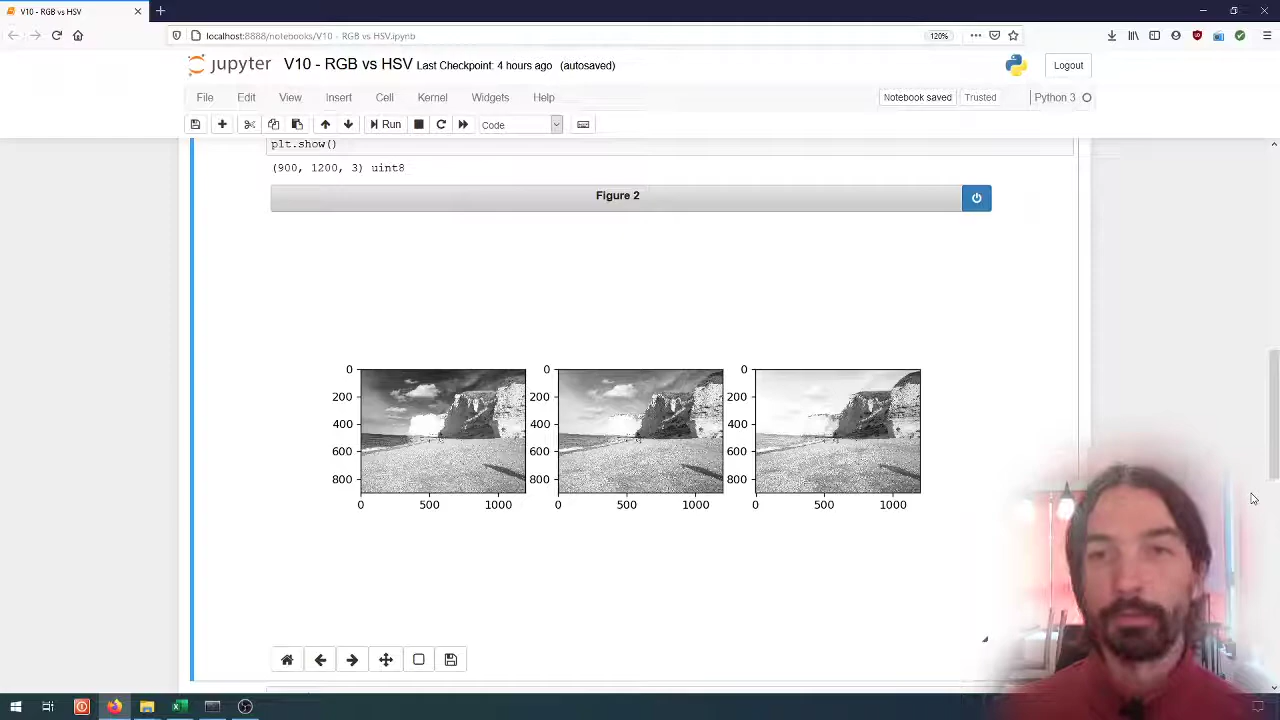 V10 - RGB vs HSV
localhost:8888/notebooks/V10 - RGB vs HSV.ipynb
120%
jupyter V10 - RGB vs HSV Last Checkpoint: 4 hours ago (autosaved)
Logout
File Edit View Insert Cell Kernel Widgets Help
Notebook saved Trusted Python 3
Run Code
plt.show()
(900, 1200, 3) uint8
Figure 2
0 0 0
200 200 200
400 400 400
600 600 600
800 800 800
0 500 1000 0 500 1000 0 500 1000